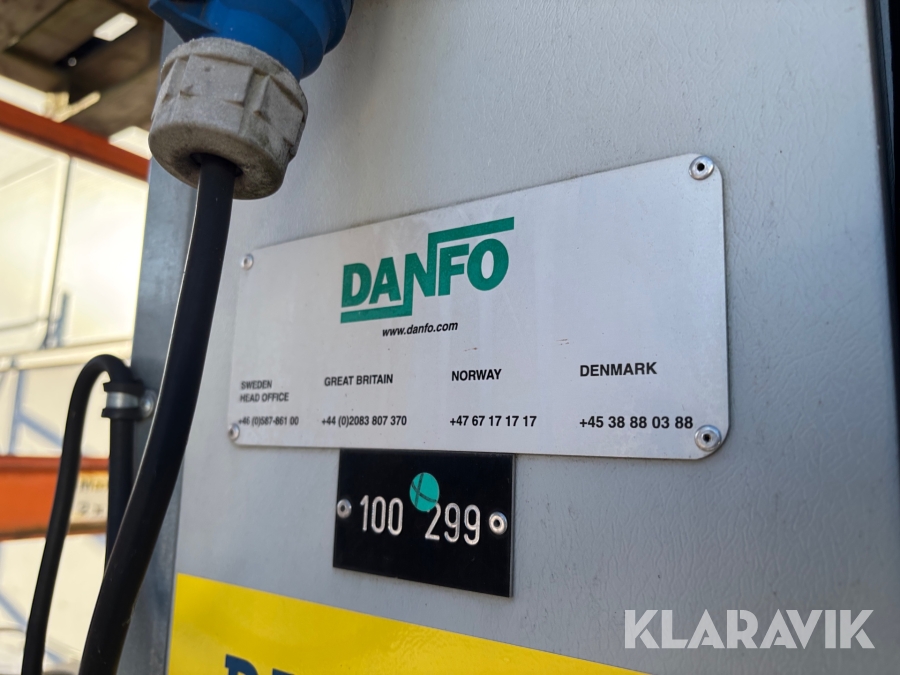 DANFO
www.danfo.com
SWEDEN
HEAD OFFICE
+46 (0)587-861 00
GREAT BRITAIN
+44 (0)2083 807 370
NORWAY
+47 67 17 17 17
DENMARK
+45 38 88 03 88
100 299
KLARAVIK